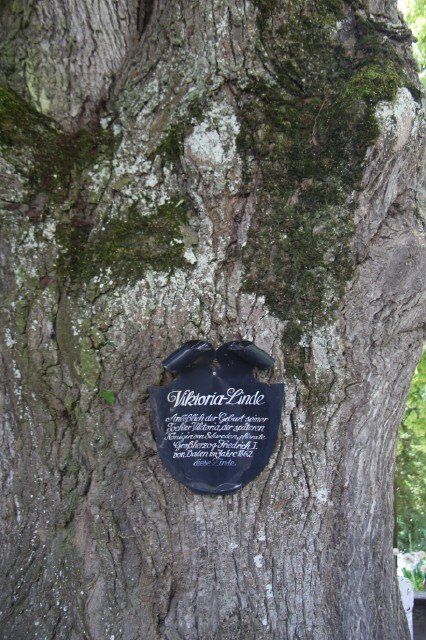 Viktoria-Linde
Anläßlich der Geburt seiner
Tochter Viktoria, der späteren
Königin von Schweden, pflanzte
Großherzog Friedrich I.
von Baden im Jahre 1862
diese Linde.